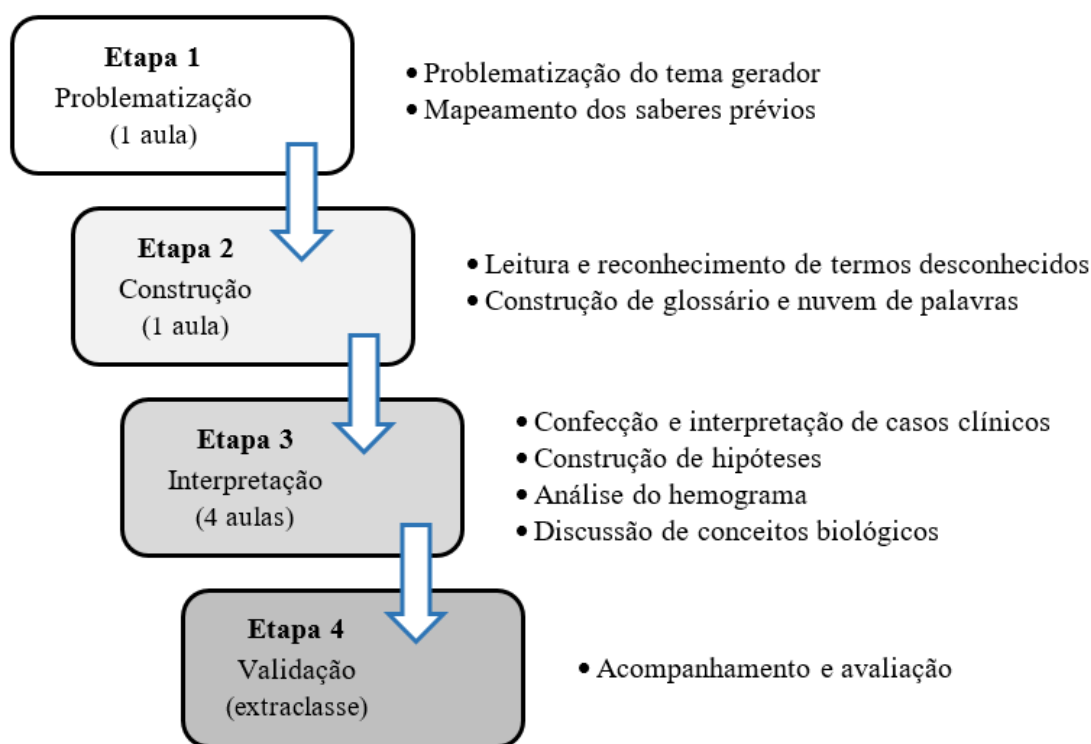 Etapa 1
Problematização
(1 aula)
• Problematização do tema gerador
• Mapeamento dos saberes prévios
Etapa 2
Construção
(1 aula)
• Leitura e reconhecimento de termos desconhecidos
• Construção de glossário e nuvem de palavras
Etapa 3
Interpretação
(4 aulas)
• Confecção e interpretação de casos clínicos
• Construção de hipóteses
• Análise do hemograma
• Discussão de conceitos biológicos
Etapa 4
Validação
(extraclasse)
• Acompanhamento e avaliação